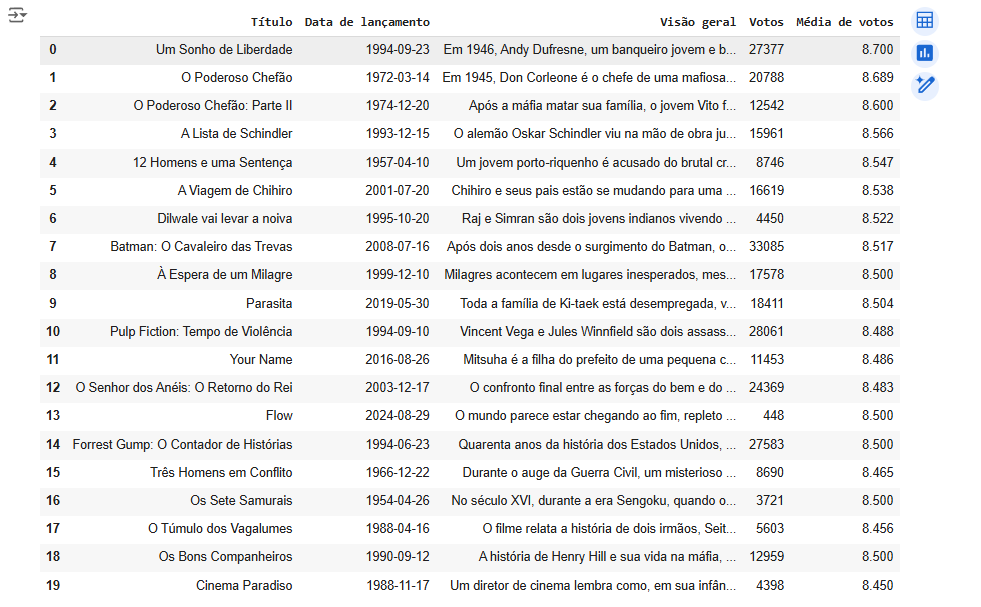 Título Data de lançamento Visão geral Votos Média de votos
0 Um Sonho de Liberdade 1994-09-23 Em 1946, Andy Dufresne, um banqueiro jovem e b... 27377 8.700
1 O Poderoso Chefão 1972-03-14 Em 1945, Don Corleone é o chefe de uma mafiosa... 20788 8.689
2 O Poderoso Chefão: Parte II 1974-12-20 Após a máfia matar sua família, o jovem Vito f... 12542 8.600
3 A Lista de Schindler 1993-12-15 O alemão Oskar Schindler viu na mão de obra ju... 15961 8.566
4 12 Homens e uma Sentença 1957-04-10 Um jovem porto-riquenho é acusado do brutal cr... 8746 8.547
5 A Viagem de Chihiro 2001-07-20 Chihiro e seus pais estão se mudando para uma ... 16619 8.538
6 Dilwale vai levar a noiva 1995-10-20 Raj e Simran são dois jovens indianos vivendo ... 4450 8.522
7 Batman: O Cavaleiro das Trevas 2008-07-16 Após dois anos desde o surgimento do Batman, o... 33085 8.517
8 À Espera de um Milagre 1999-12-10 Milagres acontecem em lugares inesperados, mes... 17578 8.500
9 Parasita 2019-05-30 Toda a família de Ki-taek está desempregada, v... 18411 8.504
10 Pulp Fiction: Tempo de Violência 1994-09-10 Vincent Vega e Jules Winnfield são dois assass... 28061 8.488
11 Your Name 2016-08-26 Mitsuha é a filha do prefeito de uma pequena c... 11453 8.486
12 O Senhor dos Anéis: O Retorno do Rei 2003-12-17 O confronto final entre as forças do bem e do ... 24369 8.483
13 Flow 2024-08-29 O mundo parece estar chegando ao fim, repleto ... 448 8.500
14 Forrest Gump: O Contador de Histórias 1994-06-23 Quarenta anos da história dos Estados Unidos, ... 27583 8.500
15 Três Homens em Conflito 1966-12-22 Durante o auge da Guerra Civil, um misterioso ... 8690 8.465
16 Os Sete Samurais 1954-04-26 No século XVI, durante a era Sengoku, quando o... 3721 8.500
17 O Túmulo dos Vagalumes 1988-04-16 O filme relata a história de dois irmãos, Seit... 5603 8.456
18 Os Bons Companheiros 1990-09-12 A história de Henry Hill e sua vida na máfia, ... 12959 8.500
19 Cinema Paradiso 1988-11-17 Um diretor de cinema lembra como, em sua infân... 4398 8.450